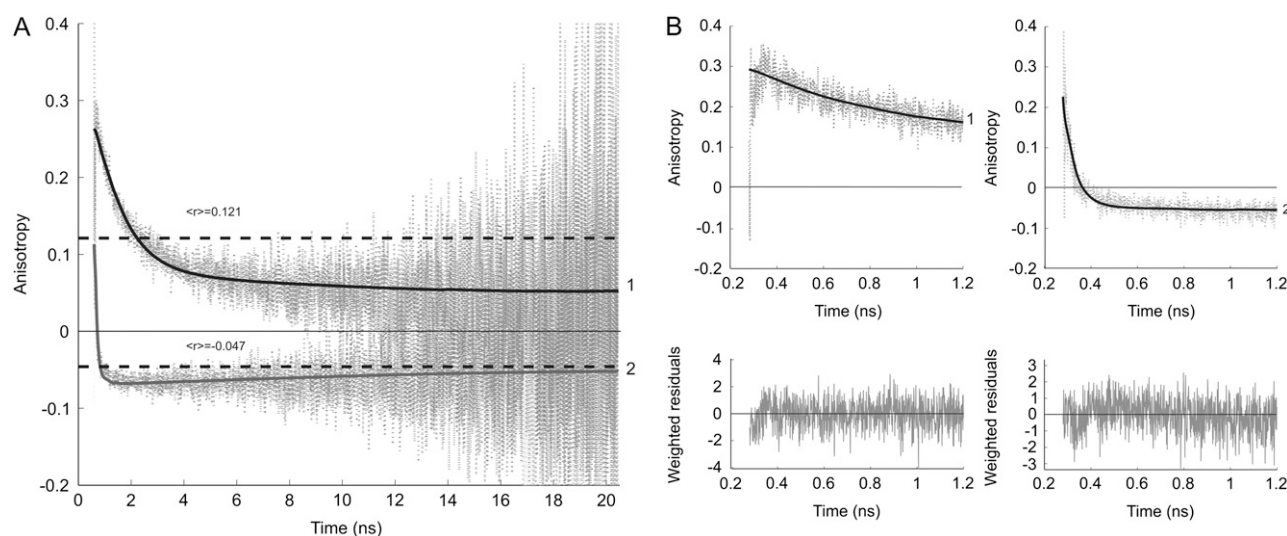 A
Anisotropy
0.4
0.3
0.2
0.1
0
-0.1
-0.2
<r>=0.121
<r>=-0.047
1
2
0 2 4 6 8 10 12 14 16 18 20
Time (ns)
B
Anisotropy
0.4
0.3
0.2
0.1
0
-0.1
-0.2
1
0.2 0.4 0.6 0.8 1 1.2
Time (ns)
Anisotropy
0.4
0.3
0.2
0.1
0
-0.1
-0.2
2
0.2 0.4 0.6 0.8 1 1.2
Time (ns)
Weighted residuals
4
2
0
-2
-4
0.2 0.4 0.6 0.8 1 1.2
Time (ns)
Weighted residuals
3
2
1
0
-1
-2
-3
0.2 0.4 0.6 0.8 1 1.2
Time (ns)